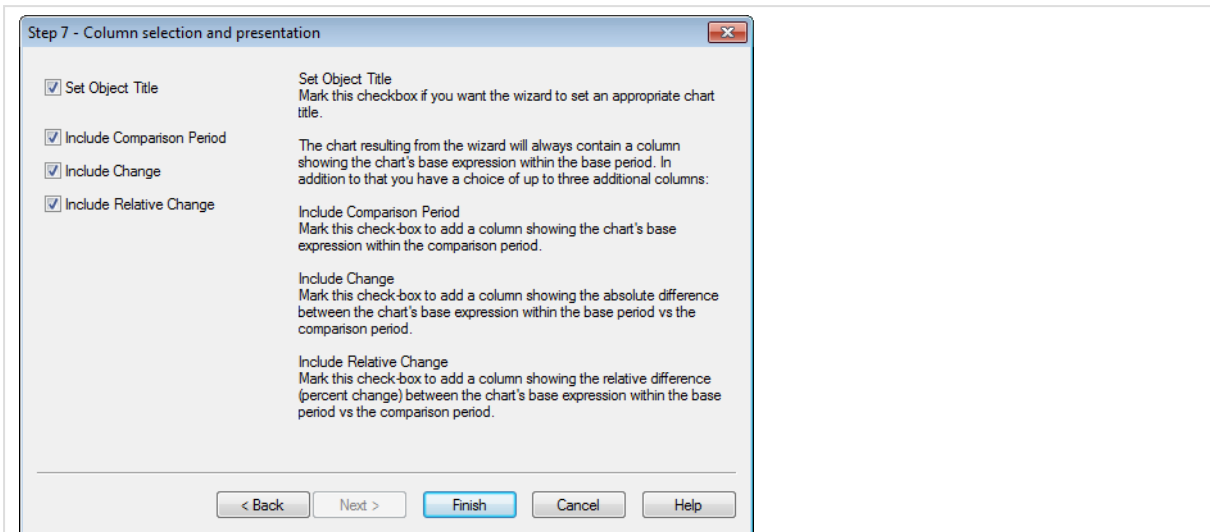 Step 7 - Column selection and presentation
Set Object Title
Include Comparison Period
Include Change
Include Relative Change
Set Object Title
Mark this checkbox if you want the wizard to set an appropriate chart
title.
The chart resulting from the wizard will always contain a column
showing the chart's base expression within the base period. In
addition to that you have a choice of up to three additional columns:
Include Comparison Period
Mark this check-box to add a column showing the chart's base
expression within the comparison period.
Include Change
Mark this check-box to add a column showing the absolute difference
between the chart's base expression within the base period vs the
comparison period.
Include Relative Change
Mark this check-box to add a column showing the relative difference
(percent change) between the chart's base expression within the base
period vs the comparison period.
< Back
Next >
Finish
Cancel
Help